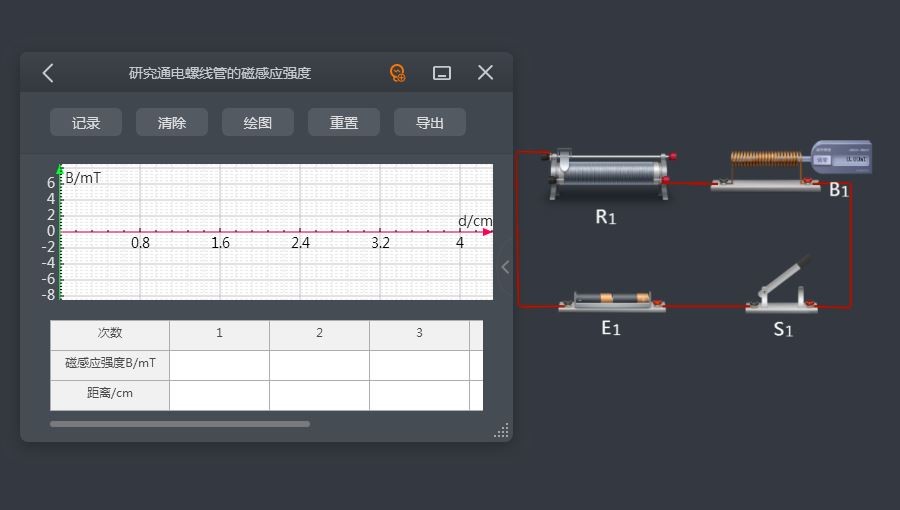 研究通电螺线管的磁感应强度
记录 清除 绘图 重置 导出
B/mT
6
4
2
0
-2
-4
-6
-8
d/cm
0.8 1.6 2.4 3.2 4
次数 1 2 3
磁感应强度B/mT
距离/cm
R1
B1
E1
S1